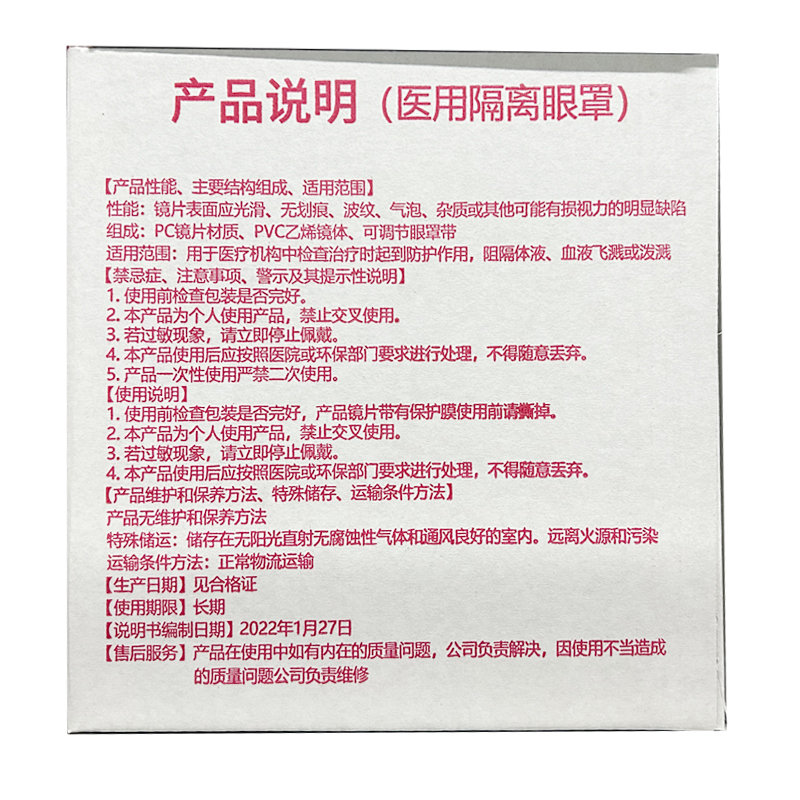 产品说明（医用隔离眼罩）
【产品性能、主要结构组成、适用范围】
性能：镜片表面应光滑、无划痕、波纹、气泡、杂质或其他可能有损视力的明显缺陷
组成：PC镜片材质、PVC乙烯镜体、可调节眼罩带
适用范围：用于医疗机构中检查治疗时起到防护作用，阻隔体液、血液飞溅或泼溅
【禁忌症、注意事项、警示及其提示性说明】
1. 使用前检查包装是否完好。
2. 本产品为个人使用产品，禁止交叉使用。
3. 若过敏现象，请立即停止佩戴。
4. 本产品使用后应按照医院或环保部门要求进行处理，不得随意丢弃。
5. 产品一次性使用严禁二次使用。
【使用说明】
1. 使用前检查包装是否完好，产品镜片带有保护膜使用前请撕掉。
2. 本产品为个人使用产品，禁止交叉使用。
3. 若过敏现象，请立即停止佩戴。
4. 本产品使用后应按照医院或环保部门要求进行处理，不得随意丢弃。
【产品维护和保养方法、特殊储存、运输条件方法】
产品无维护和保养方法
特殊储运：储存在无阳光直射无腐蚀性气体和通风良好的室内。远离火源和污染
运输条件方法：正常物流运输
【生产日期】见合格证
【使用期限】长期
【说明书编制日期】2022年1月27日
【售后服务】产品在使用中如有内在的质量问题，公司负责解决，因使用不当造成
的质量问题公司负责维修